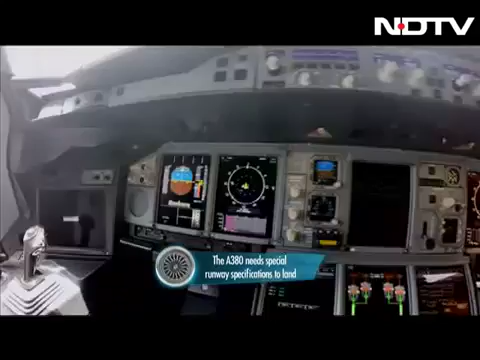 NDTV
The A380 needs special
runway specifications to land